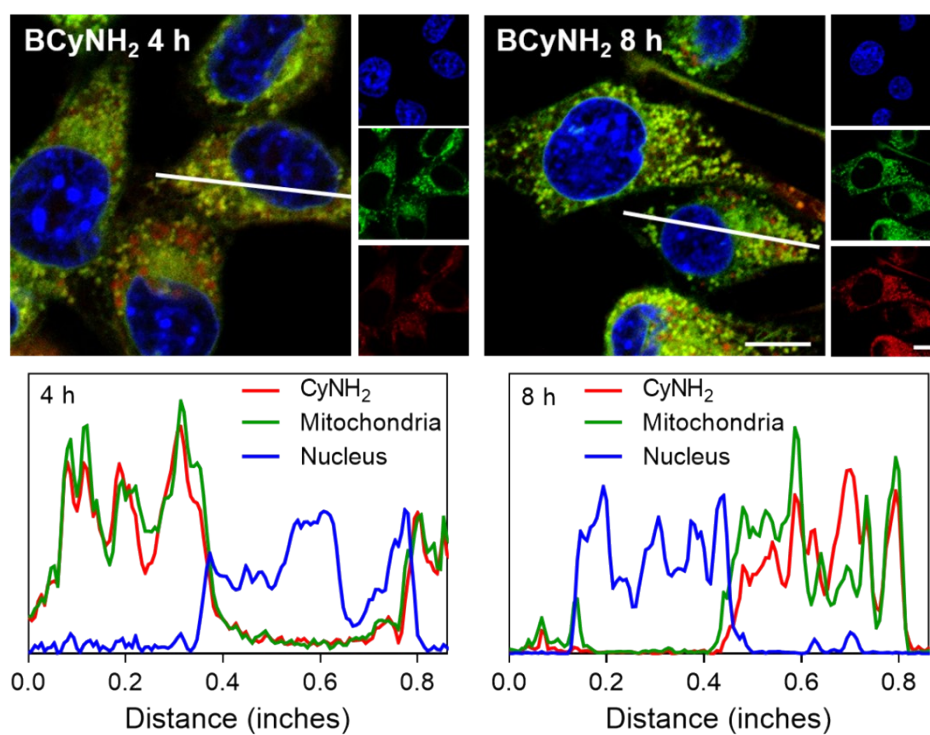 BCyNH₂ 4 h
BCyNH₂ 8 h
4 h
CyNH₂
Mitochondria
Nucleus
0.0 0.2 0.4 0.6 0.8
Distance (inches)
8 h
CyNH₂
Mitochondria
Nucleus
0.0 0.2 0.4 0.6 0.8
Distance (inches)